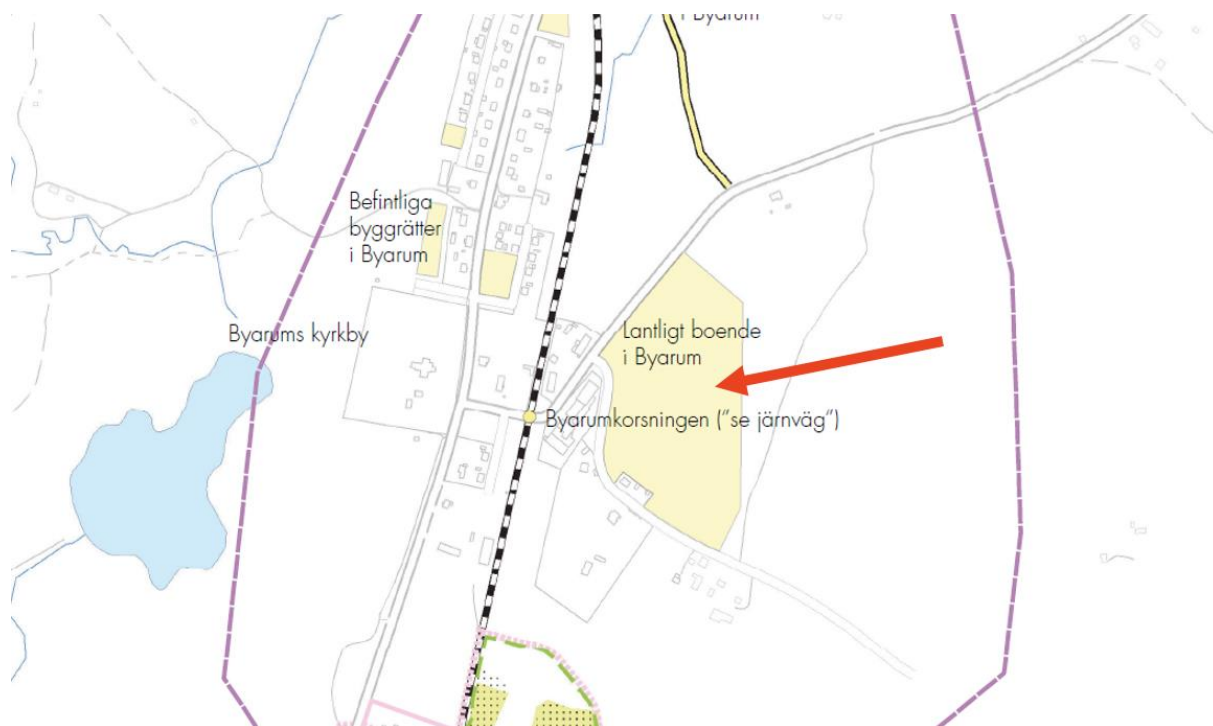 i Byarum
Befintliga
byggrätter
i Byarum
Byarums kyrkby
Lantligt boende
i Byarum
Byarumkorsningen ("se järnväg")